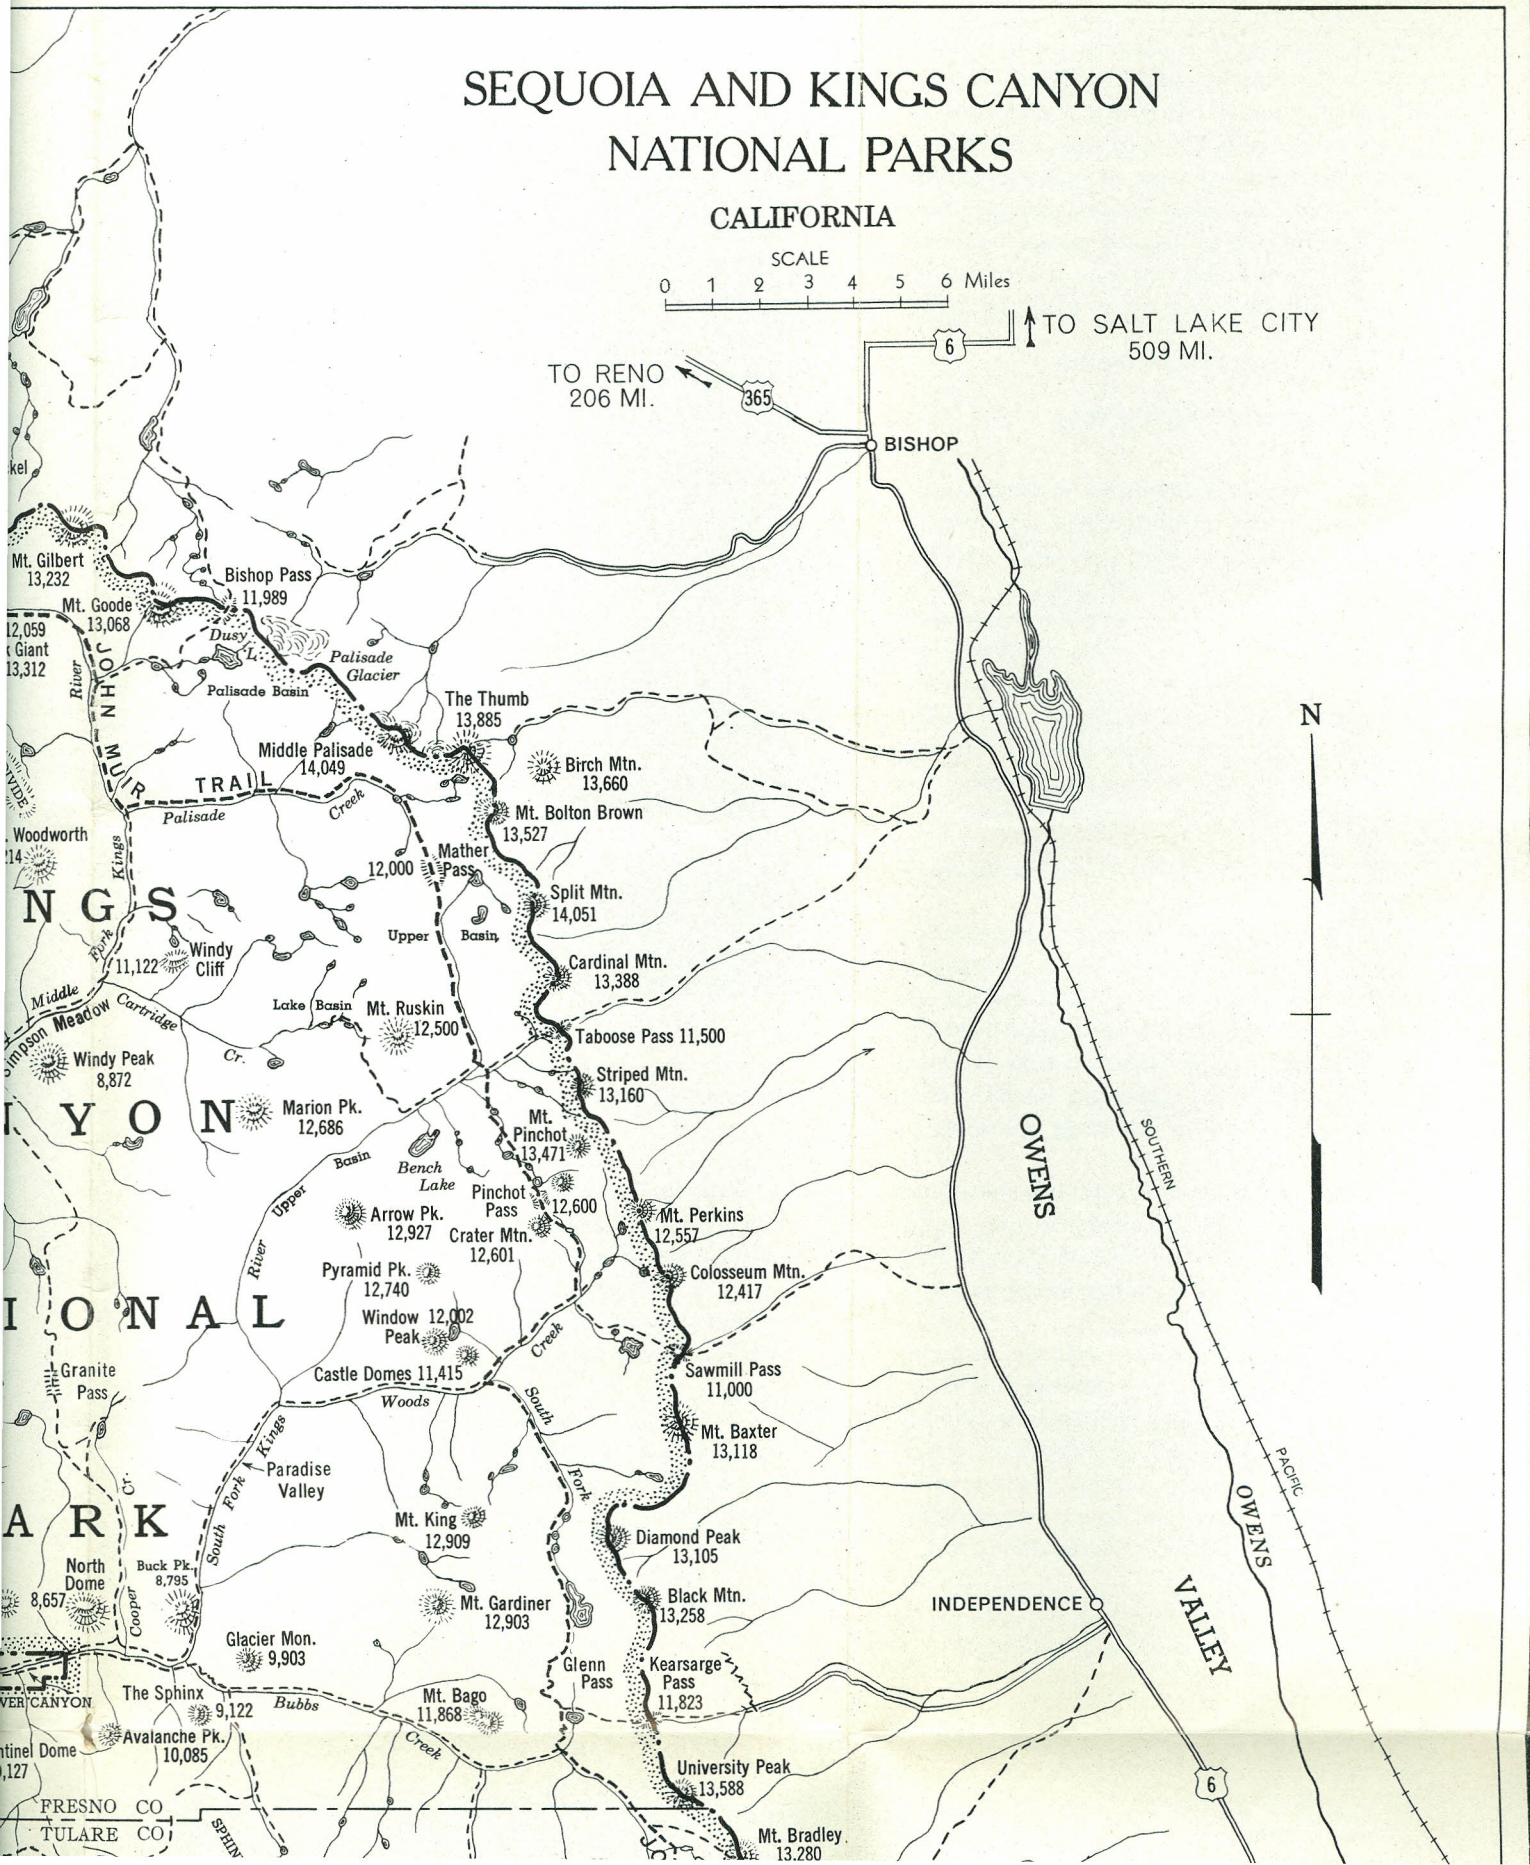 SEQUOIA AND KINGS CANYON
NATIONAL PARKS
CALIFORNIA
SCALE
0 1 2 3 4 5 6 Miles
TO SALT LAKE CITY
509 MI.
6
TO RENO
206 MI.
365
BISHOP
Mt. Gilbert
13,232
Bishop Pass
11,989
Mt. Goode
13,068
12,059
Giant
13,312
Dusy L.
Palisade
Glacier
River
JOHN
MUIR
TRAIL
Palisade Basin
The Thumb
13,885
Middle Palisade
14,049
Birch Mtn.
13,660
Palisade
Creek
Mt. Bolton Brown
13,527
DIVIDE
Woodworth
Mather
Pass
12,000
Kings
Split Mtn.
14,051
NGS
Upper Basin
Fork
Windy
Cliff
11,122
Cardinal Mtn.
13,388
Middle
Simpson Meadow
Cartridge
Cr.
Lake Basin
Mt. Ruskin
12,500
Taboose Pass 11,500
Windy Peak
8,872
Striped Mtn.
13,160
YON
Marion Pk.
12,686
Mt.
Pinchot
13,471
Upper
Basin
Bench
Lake
Pinchot
Pass
12,600
OWENS
SOUTHERN
Arrow Pk.
12,927
Crater Mtn.
12,601
Mt. Perkins
12,557
River
Pyramid Pk.
12,740
Colosseum Mtn.
12,417
IONAL
Window
Peak
12,002
Creek
Granite
Pass
Castle Domes 11,415
Woods
Sawmill Pass
11,000
South
Fork
Kings
Mt. Baxter
13,118
Paradise
Valley
PACIFIC
Cr.
South Fork
ARK
Mt. King
12,909
Diamond Peak
13,105
OWENS
North
Dome
8,657
Buck Pk.
8,795
Cooper
Mt. Gardiner
12,903
Black Mtn.
13,258
INDEPENDENCE
VALLEY
Glacier Mon.
9,903
Glenn
Pass
Kearsarge
Pass
11,823
VER CANYON
The Sphinx
9,122
Bubbs
Creek
Mt. Bago
11,868
Avalanche Pk.
10,085
ntinel Dome
,127
University Peak
13,588
6
FRESNO CO
TULARE CO
SPHIN
Mt. Bradley
13,280
N